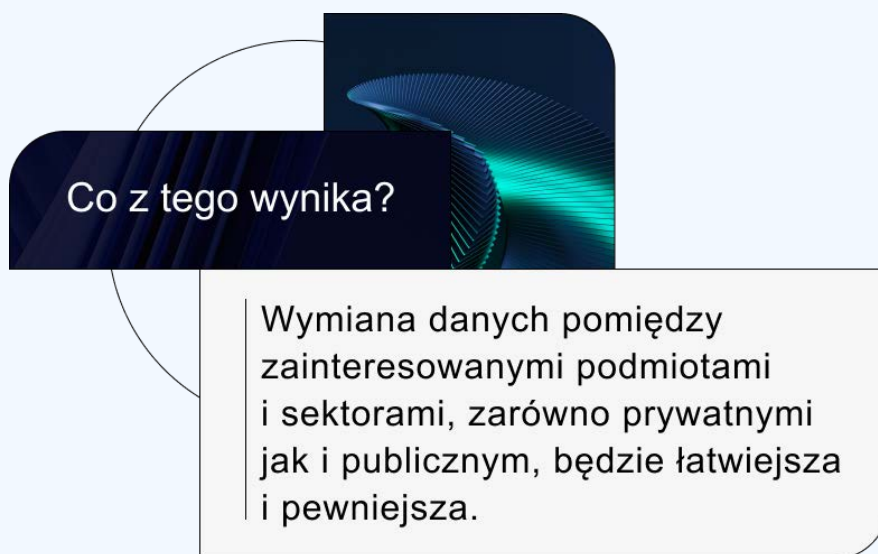 Co z tego wynika?
Wymiana danych pomiędzy
zainteresowanymi podmiotami
i sektorami, zarówno prywatnymi
jak i publicznym, będzie łatwiejsza
i pewniejsza.